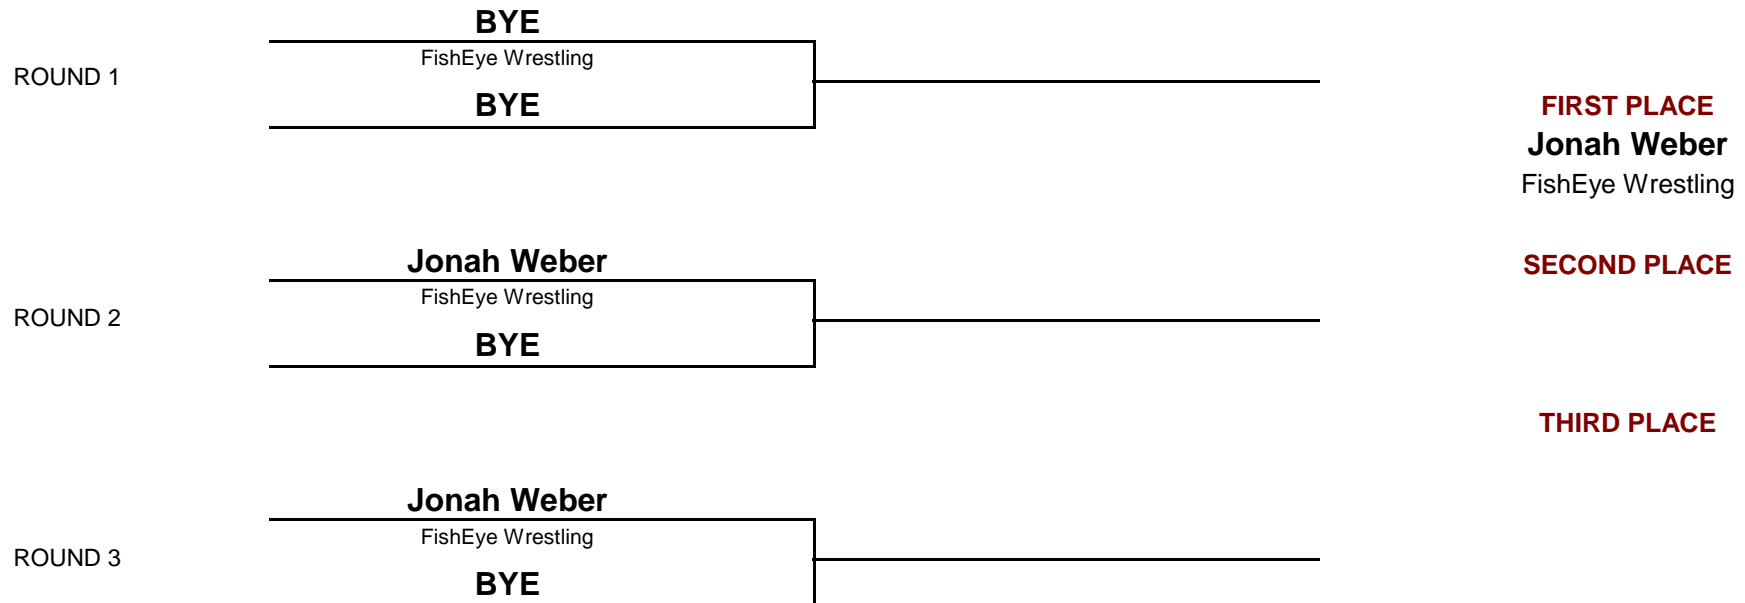 BYE
FishEye Wrestling
ROUND 1
BYE
FIRST PLACE
Jonah Weber
FishEye Wrestling
Jonah Weber
SECOND PLACE
FishEye Wrestling
ROUND 2
BYE
THIRD PLACE
Jonah Weber
FishEye Wrestling
ROUND 3
BYE